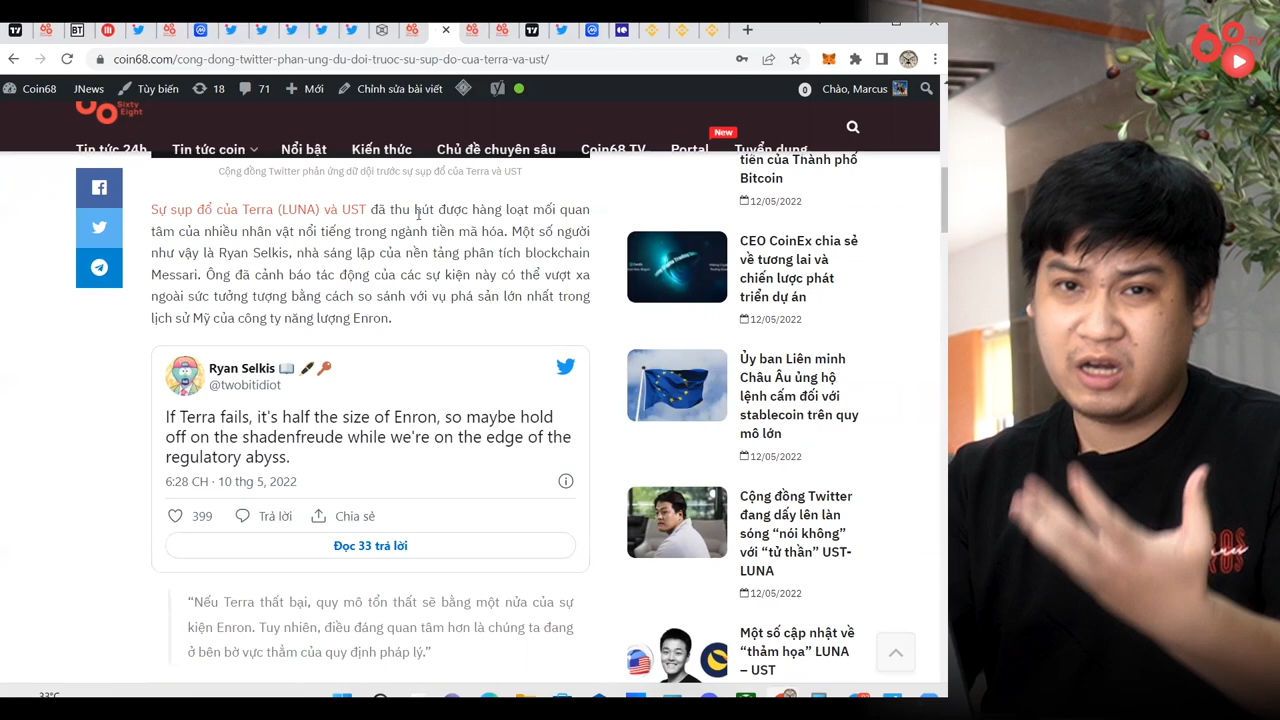 coin68.com/cong-dong-twitter-phan-ung-du-doi-truoc-su-sup-do-cua-terra-va-ust/
Coin68
JNews
Tùy biến
18
71
Mới
Chỉnh sửa bài viết
0
Chào, Marcus
Sixty
Eight
Tin tức 24h
Tin tức coin
Nổi bật
Kiến thức
Chủ đề chuyên sâu
Coin68 TV
New
Portal
Tuyển dụng
Cộng đồng Twitter phản ứng dữ dội trước sự sụp đổ của Terra và UST
Sự sụp đổ của Terra (LUNA) và UST đã thu hút được hàng loạt mối quan
tâm của nhiều nhân vật nổi tiếng trong ngành tiền mã hóa. Một số người
như vậy là Ryan Selkis, nhà sáng lập của nền tảng phân tích blockchain
Messari. Ông đã cảnh báo tác động của các sự kiện này có thể vượt xa
ngoài sức tưởng tượng bằng cách so sánh với vụ phá sản lớn nhất trong
lịch sử Mỹ của công ty năng lượng Enron.
Ryan Selkis
@twobitidiot
If Terra fails, it's half the size of Enron, so maybe hold
off on the shadenfreude while we're on the edge of the
regulatory abyss.
6:28 CH · 10 thg 5, 2022
399
Trả lời
Chia sẻ
Đọc 33 trả lời
“Nếu Terra thất bại, quy mô tổn thất sẽ bằng một nửa của sự
kiện Enron. Tuy nhiên, điều đáng quan tâm hơn là chúng ta đang
ở bên bờ vực thẳm của quy định pháp lý.”
tiên của Thành phố
Bitcoin
12/05/2022
CEO CoinEx chia sẻ
về tương lai và
chiến lược phát
triển dự án
12/05/2022
Ủy ban Liên minh
Châu Âu ủng hộ
lệnh cấm đối với
stablecoin trên quy
mô lớn
12/05/2022
Cộng đồng Twitter
đang dấy lên làn
sóng “nói không”
với “tử thần” UST-
LUNA
12/05/2022
Một số cập nhật về
“thảm họa” LUNA
– UST
33°C
68
TV